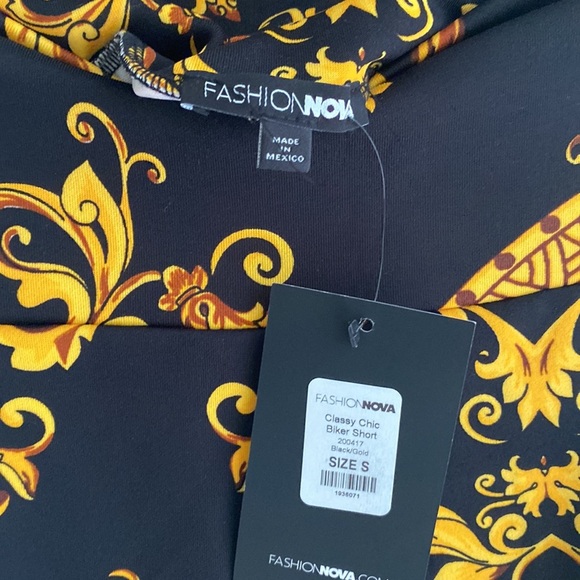 FASHIONNOVA
MADE
IN
MEXICO
FASHIONNOVA
Classy Chic
Biker Short
200417
Black/Gold
SIZE S
1936071
FASHIONNOVA.COM